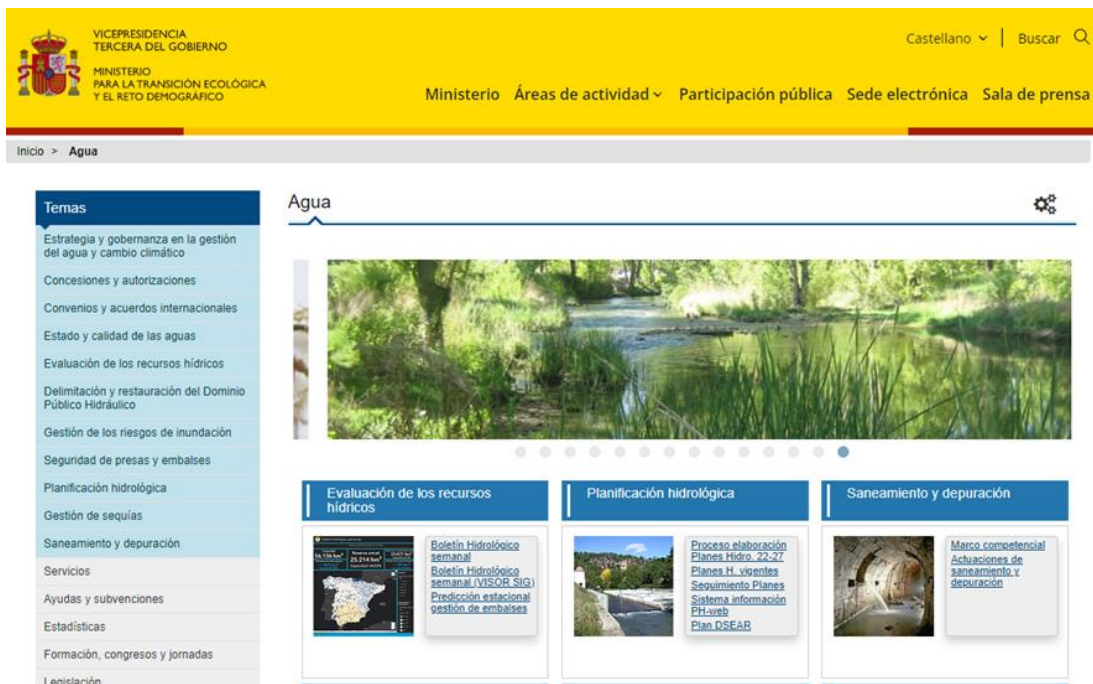 VICEPRESIDENCIA
TERCERA DEL GOBIERNO
MINISTERIO
PARA LA TRANSICIÓN ECOLÓGICA
Y EL RETO DEMOGRÁFICO
Castellano
Buscar
Ministerio Áreas de actividad Participación pública Sede electrónica Sala de prensa
Inicio > Agua
Temas
Estrategia y gobernanza en la gestión
del agua y cambio climático
Concesiones y autorizaciones
Convenios y acuerdos internacionales
Estado y calidad de las aguas
Evaluación de los recursos hídricos
Delimitación y restauración del Dominio
Público Hidráulico
Gestión de los riesgos de inundación
Seguridad de presas y embalses
Planificación hidrológica
Gestión de sequías
Saneamiento y depuración
Servicios
Ayudas y subvenciones
Estadísticas
Formación, congresos y jornadas
Legislación
Agua
Evaluación de los recursos
hídricos
Boletín Hidrológico
semanal
Boletín Hidrológico
semanal (VISOR SIG)
Predicción estacional
gestión de embalses
Planificación hidrológica
Proceso elaboración
Planes Hidro. 22-27
Planes H. vigentes
Seguimiento Planes
Sistema información
PH-web
Plan DSEAR
Saneamiento y depuración
Marco competencial
Actuaciones de
saneamiento y
depuración